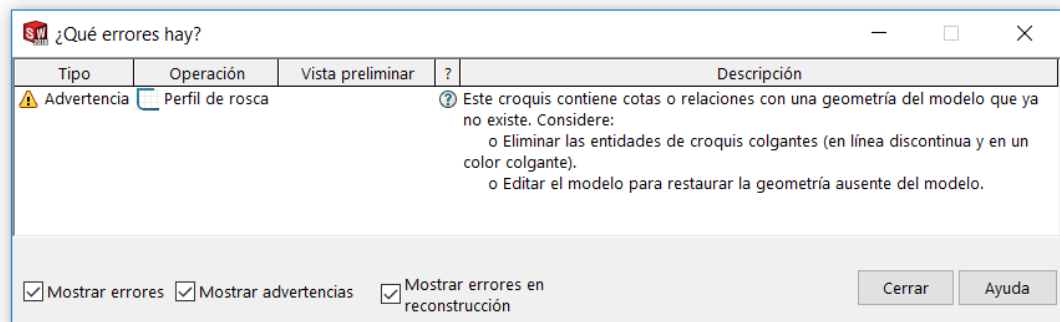 SW ¿Qué errores hay?
Tipo Operación Vista preliminar ? Descripción
Advertencia Perfil de rosca ? Este croquis contiene cotas o relaciones con una geometría del modelo que ya
no existe. Considere:
o Eliminar las entidades de croquis colgantes (en línea discontinua y en un
color colgante).
o Editar el modelo para restaurar la geometría ausente del modelo.
Mostrar errores Mostrar advertencias Mostrar errores en
reconstrucción
Cerrar Ayuda